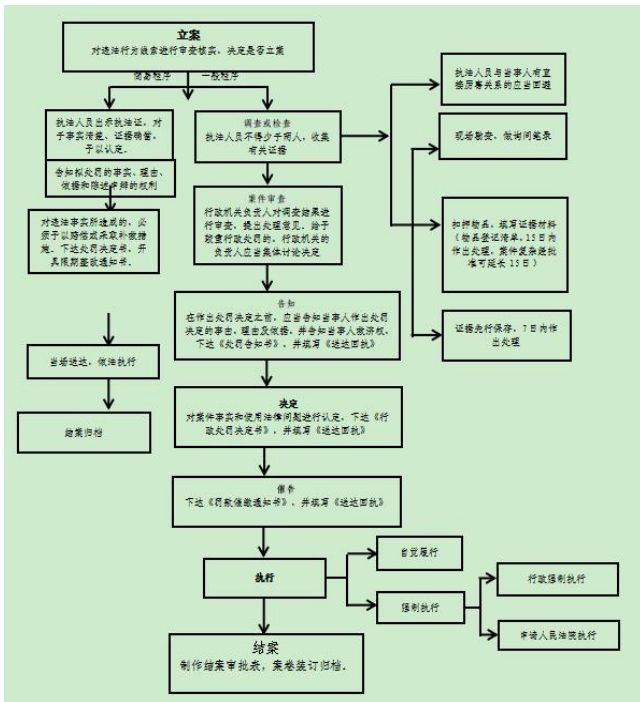 立案
对违法行为线索进行审查核实，决定是否立案
简易程序
一般程序
执法人员出示执法证，对
于事实清楚、证据确凿，
予以认定。
告知拟处罚的事实、理由、
依据和陈述申辩的权利
对违法事实所造成的，必
须予以赔偿或采取补救措
施。下达处罚决定书、开
具限期整改通知书。
当场送达，依法执行
结案归档
调查或检查
执法人员不得少于两人，收集
有关证据
案件审查
行政机关负责人对调查结果进
行审查，提出处理意见。给予
较重行政处罚的，行政机关的
负责人应当集体讨论决定
告知
在作出处罚决定之前，应当告知当事人作出处罚
决定的事由，理由及依据，并告知当事人救济权，
下达《处罚告知书》，并填写《送达回执》
决定
对案件事实和使用法律问题进行认定，下达《行
政处罚决定书》，并填写《送达回执》
催告
下达《罚款催缴通知书》，并填写《送达回执》
执行
自觉履行
强制执行
行政强制执行
申请人民法院执行
结案
制作结案审批表，案卷装订归档。
执法人员与当事人有直
接厉害关系的应当回避
现场勘查，做询问笔录
扣押物品，填写证据材料
（物品登记清单，15日内
作出处理，案件复杂经批
准可延长15日）
证据先行保存，7日内作
出处理